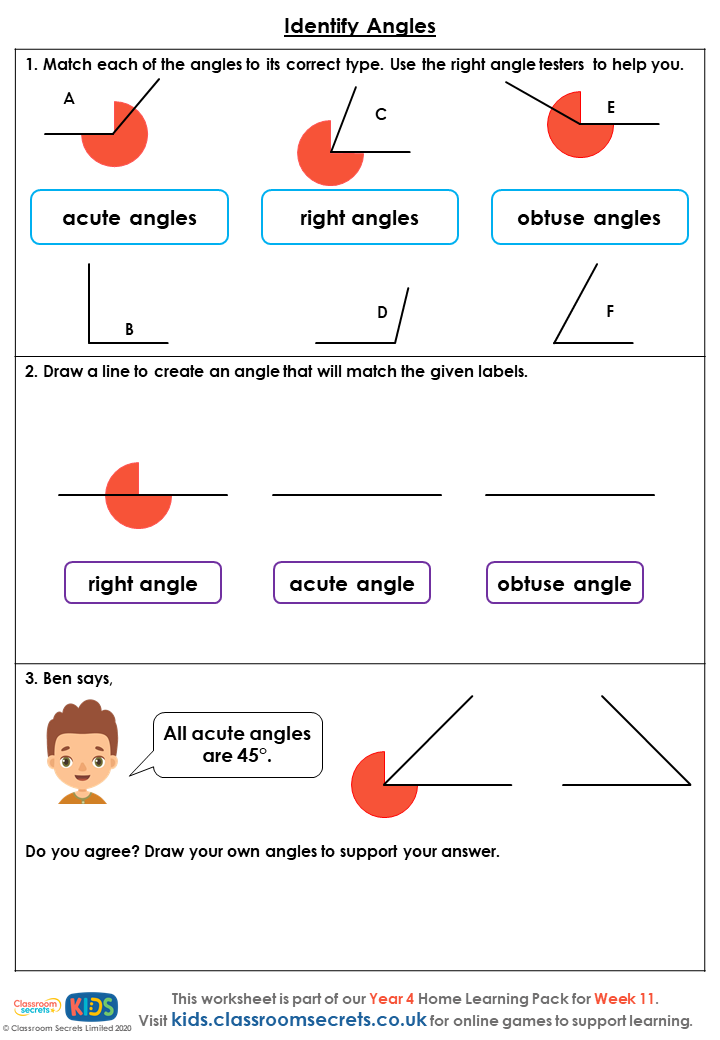 Identify Angles
1. Match each of the angles to its correct type. Use the right angle testers to help you.
A
C
E
acute angles
right angles
obtuse angles
B
D
F
2. Draw a line to create an angle that will match the given labels.
right angle
acute angle
obtuse angle
3. Ben says,
All acute angles
are 45°.
Do you agree? Draw your own angles to support your answer.
Classroom
secrets
KIDS
© Classroom Secrets Limited 2020
This worksheet is part of our Year 4 Home Learning Pack for Week 11.
Visit kids.classroomsecrets.co.uk for online games to support learning.